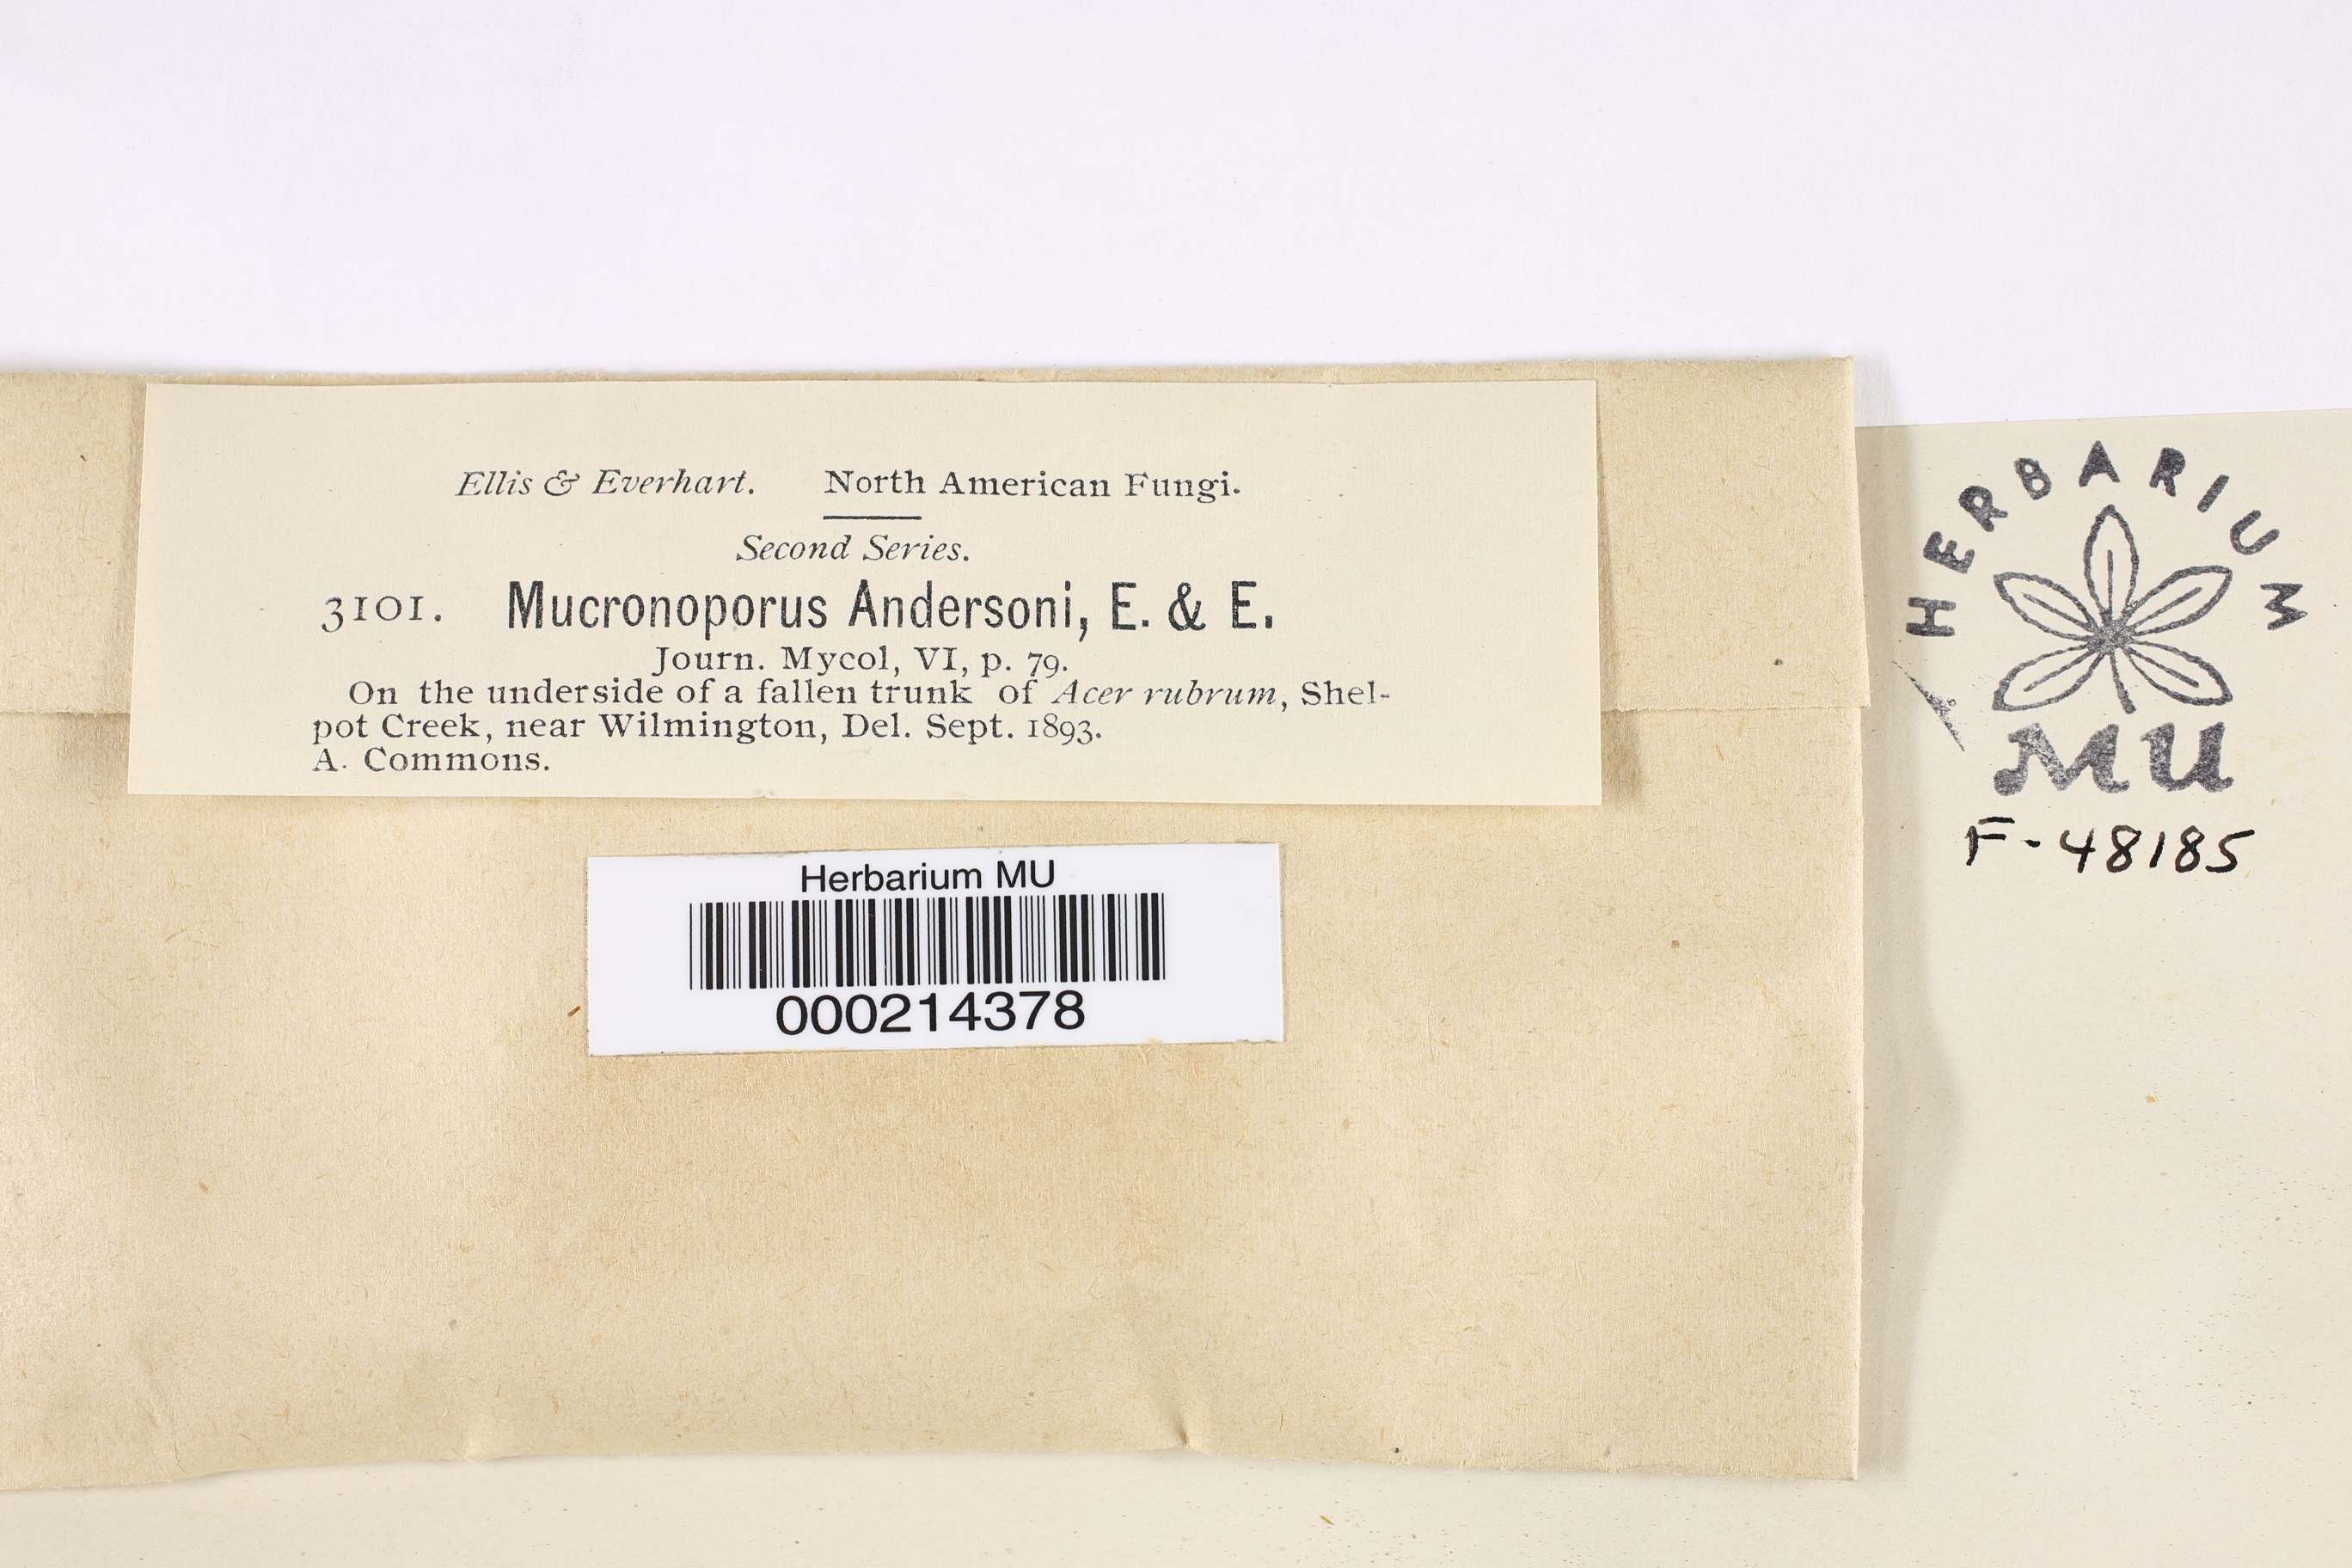 Ellis & Everhart. North American Fungi.
Second Series.
3101. Mucronoporus Andersoni, E. & E.
Journ. Mycol, VI, p. 79.
On the underside of a fallen trunk of Acer rubrum, Shel-
pot Creek, near Wilmington, Del. Sept. 1893.
A. Commons.
Herbarium MU
000214378
HERBARIUM
MU
F-48185